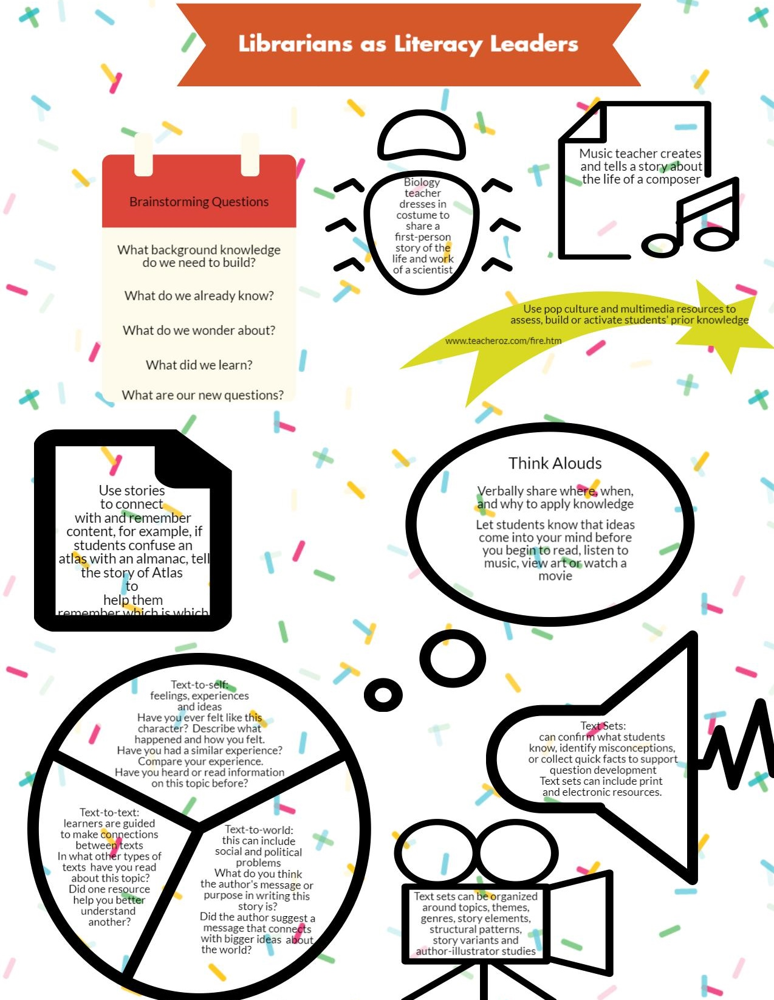 Librarians as Literacy Leaders
Brainstorming Questions
What background knowledge
do we need to build?
What do we already know?
What do we wonder about?
What did we learn?
What are our new questions?
Biology
teacher
dresses in
costume to
share a
first-person
story of the
life and work
of a scientist
Music teacher creates
and tells a story about
the life of a composer
Use pop culture and multimedia resources to
assess, build or activate students' prior knowledge
www.teacheroz.com/fire.htm
Use stories
to connect
with and remember
content, for example, if
students confuse an
atlas with an almanac, tell
the story of Atlas
to
help them
remember which is which
Think Alouds
Verbally share where, when,
and why to apply knowledge
Let students know that ideas
come into your mind before
you begin to read, listen to
music, view art or watch a
movie
Text-to-self:
feelings, experiences
and ideas
Have you ever felt like this
character? Describe what
happened and how you felt.
Have you had a similar experience?
Compare your experience.
Have you heard or read information
on this topic before?
Text-to-text:
learners are guided
to make connections
between texts
In what other types of
texts have you read
about this topic?
Did one resource
help you better
understand
another?
Text-to-world:
this can include
social and political
problems
What do you think
the author's message or
purpose in writing this
story is?
Did the author suggest a
message that connects
with bigger ideas about
the world?
Text Sets:
can confirm what students
know, identify misconceptions,
or collect quick facts to support
question development
Text sets can include print
and electronic resources.
Text sets can be organized
around topics, themes,
genres, story elements,
structural patterns,
story variants and
author-illustrator studies